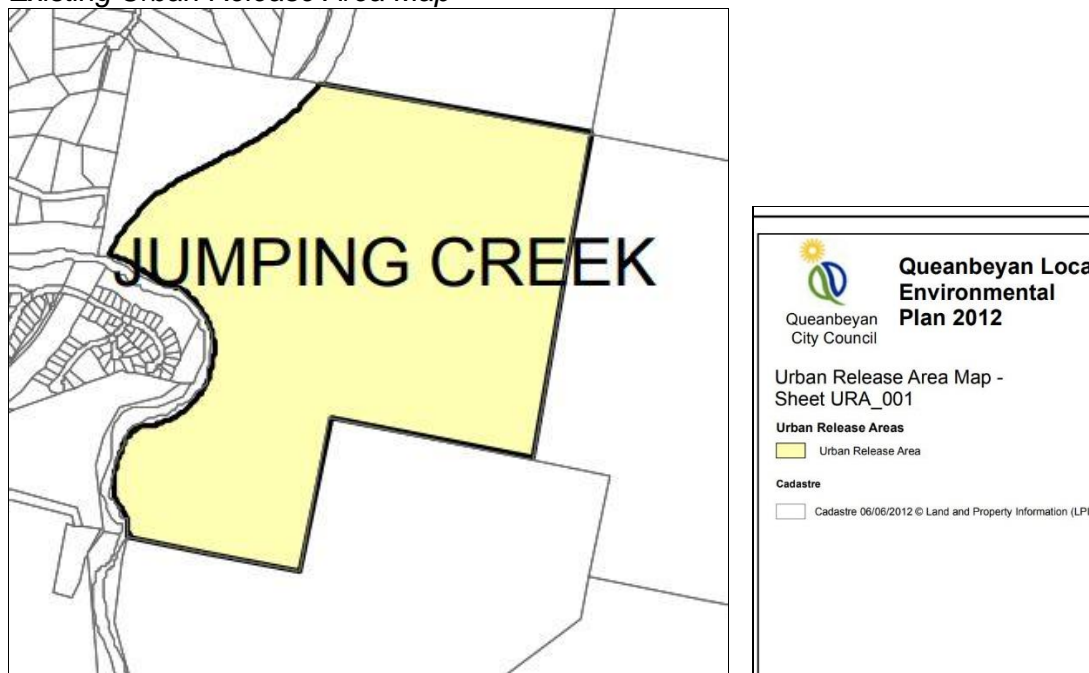 Existing Urban Release Area Map
JUMPING CREEK
Queanbeyan
City Council
Queanbeyan Loca
Environmental
Plan 2012
Urban Release Area Map -
Sheet URA_001
Urban Release Areas
Urban Release Area
Cadastre
Cadastre 06/06/2012 © Land and Property Information (LPI